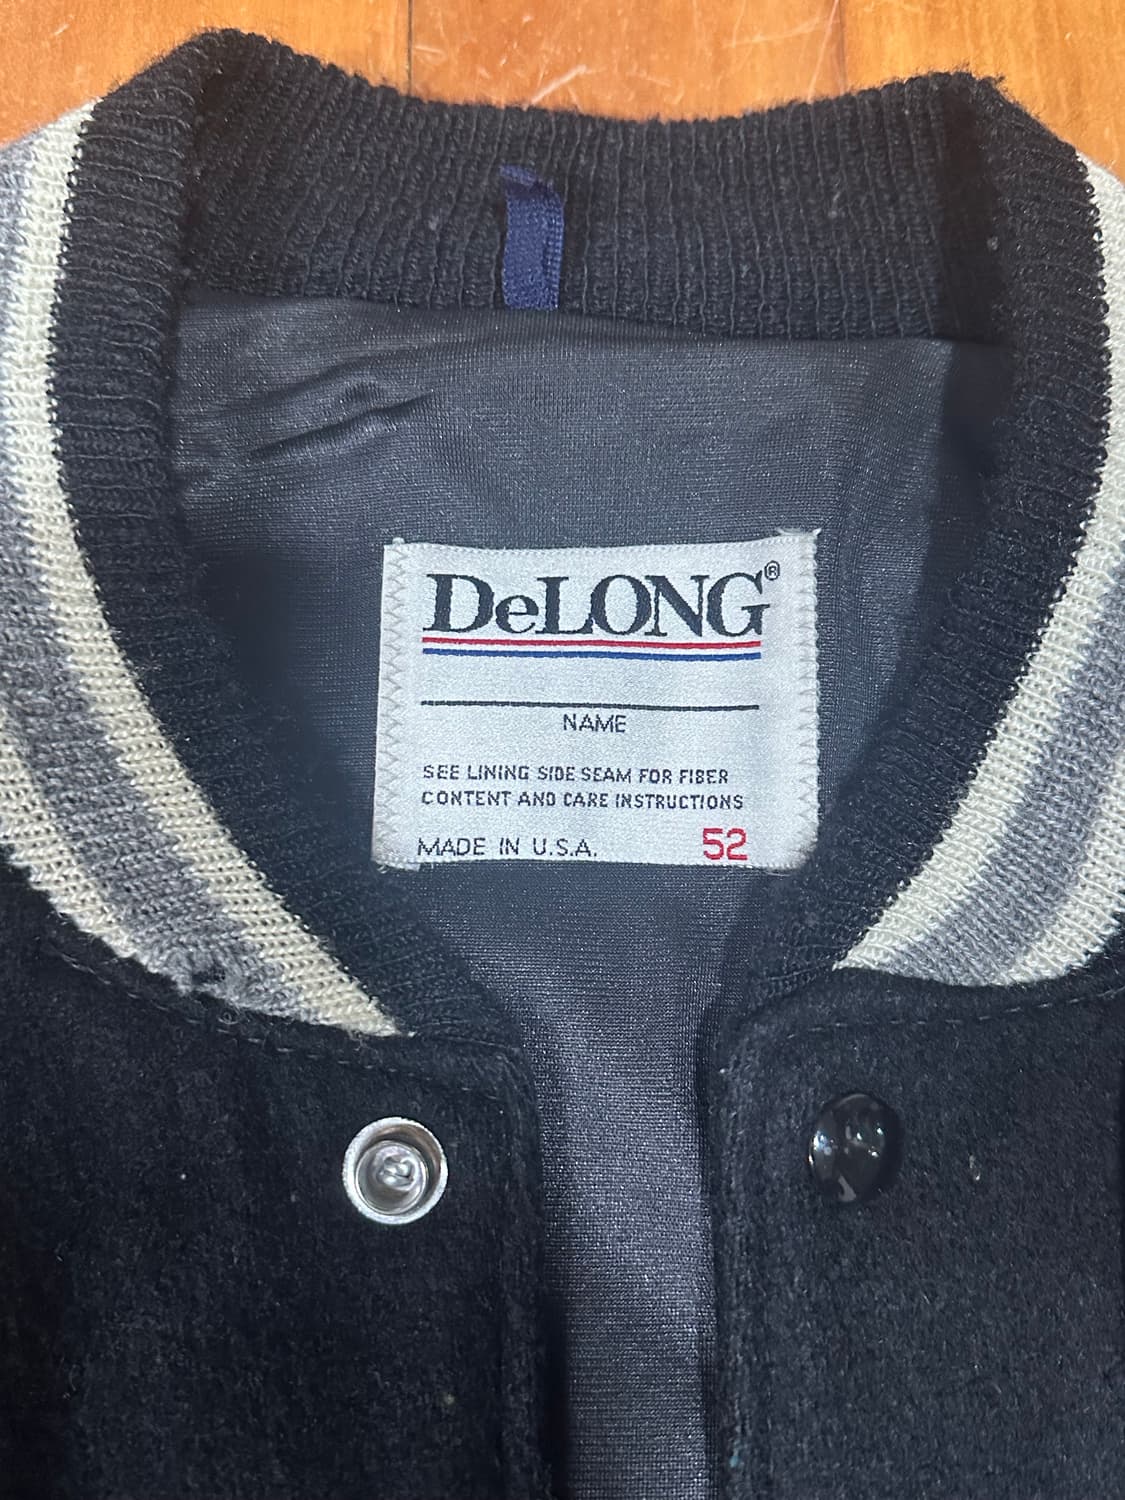 DeLONG®
NAME
SEE LINING SIDE SEAM FOR FIBER
CONTENT AND CARE INSTRUCTIONS
MADE IN U.S.A. 52